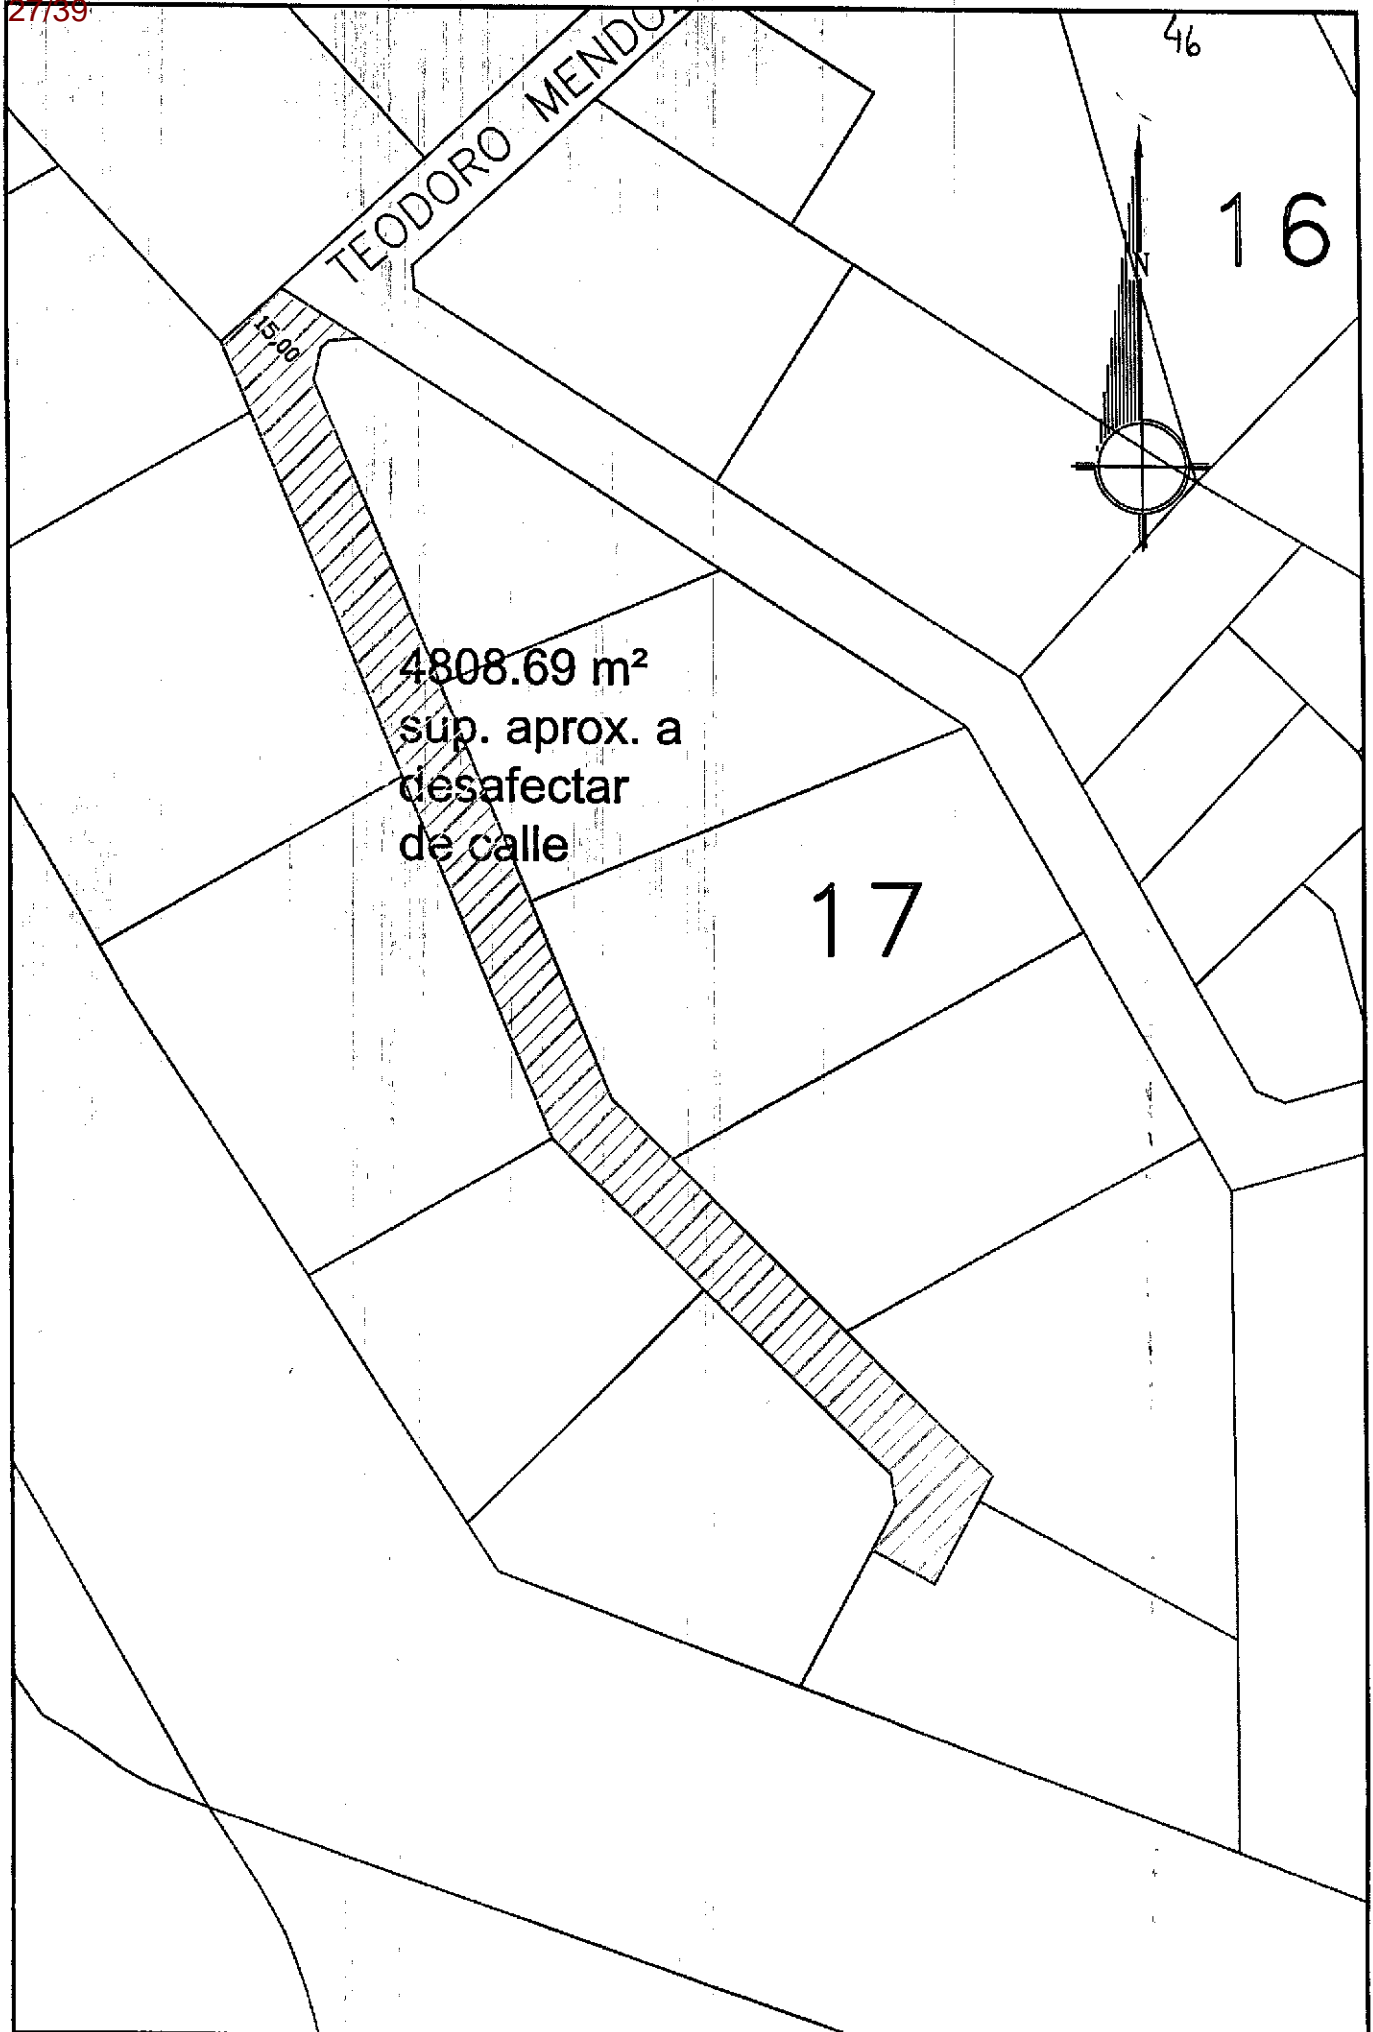 27/39
46
TEODORO MENDO
16
N
15,00
4808.69 m²
sup. aprox. a
desafectar
de calle
17